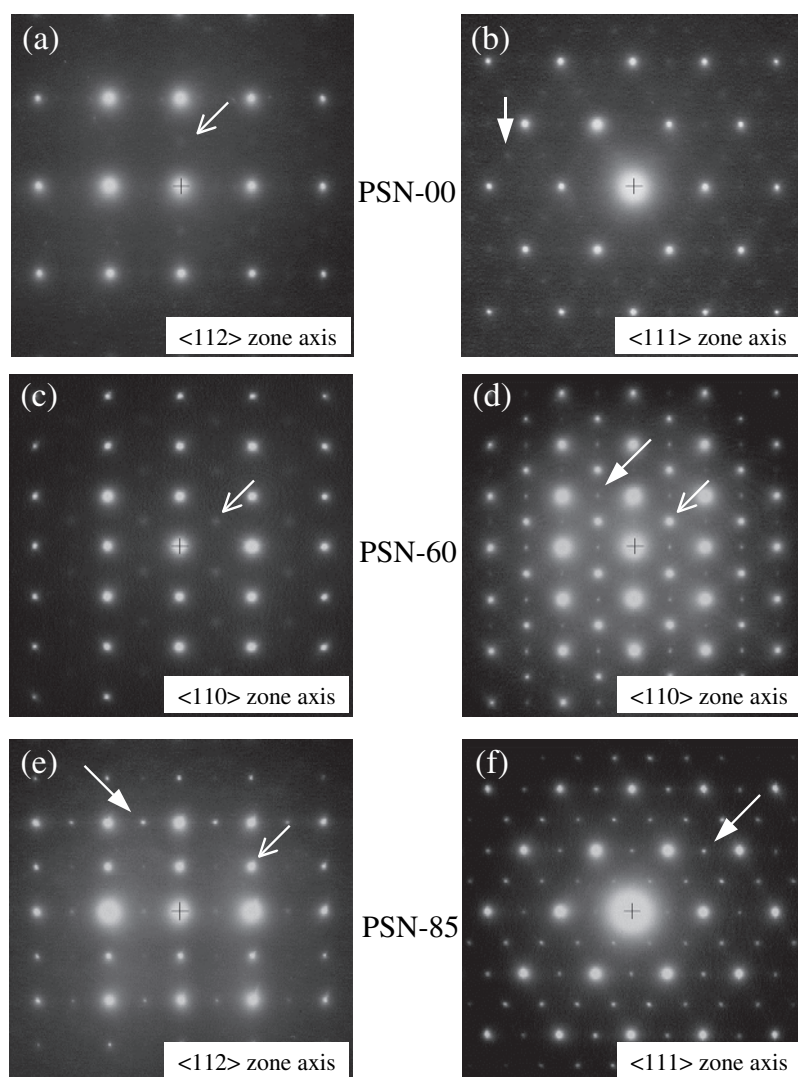 (a)
(b)
PSN-00
<112> zone axis
<111> zone axis
(c)
(d)
PSN-60
<110> zone axis
<110> zone axis
(e)
(f)
PSN-85
<112> zone axis
<111> zone axis